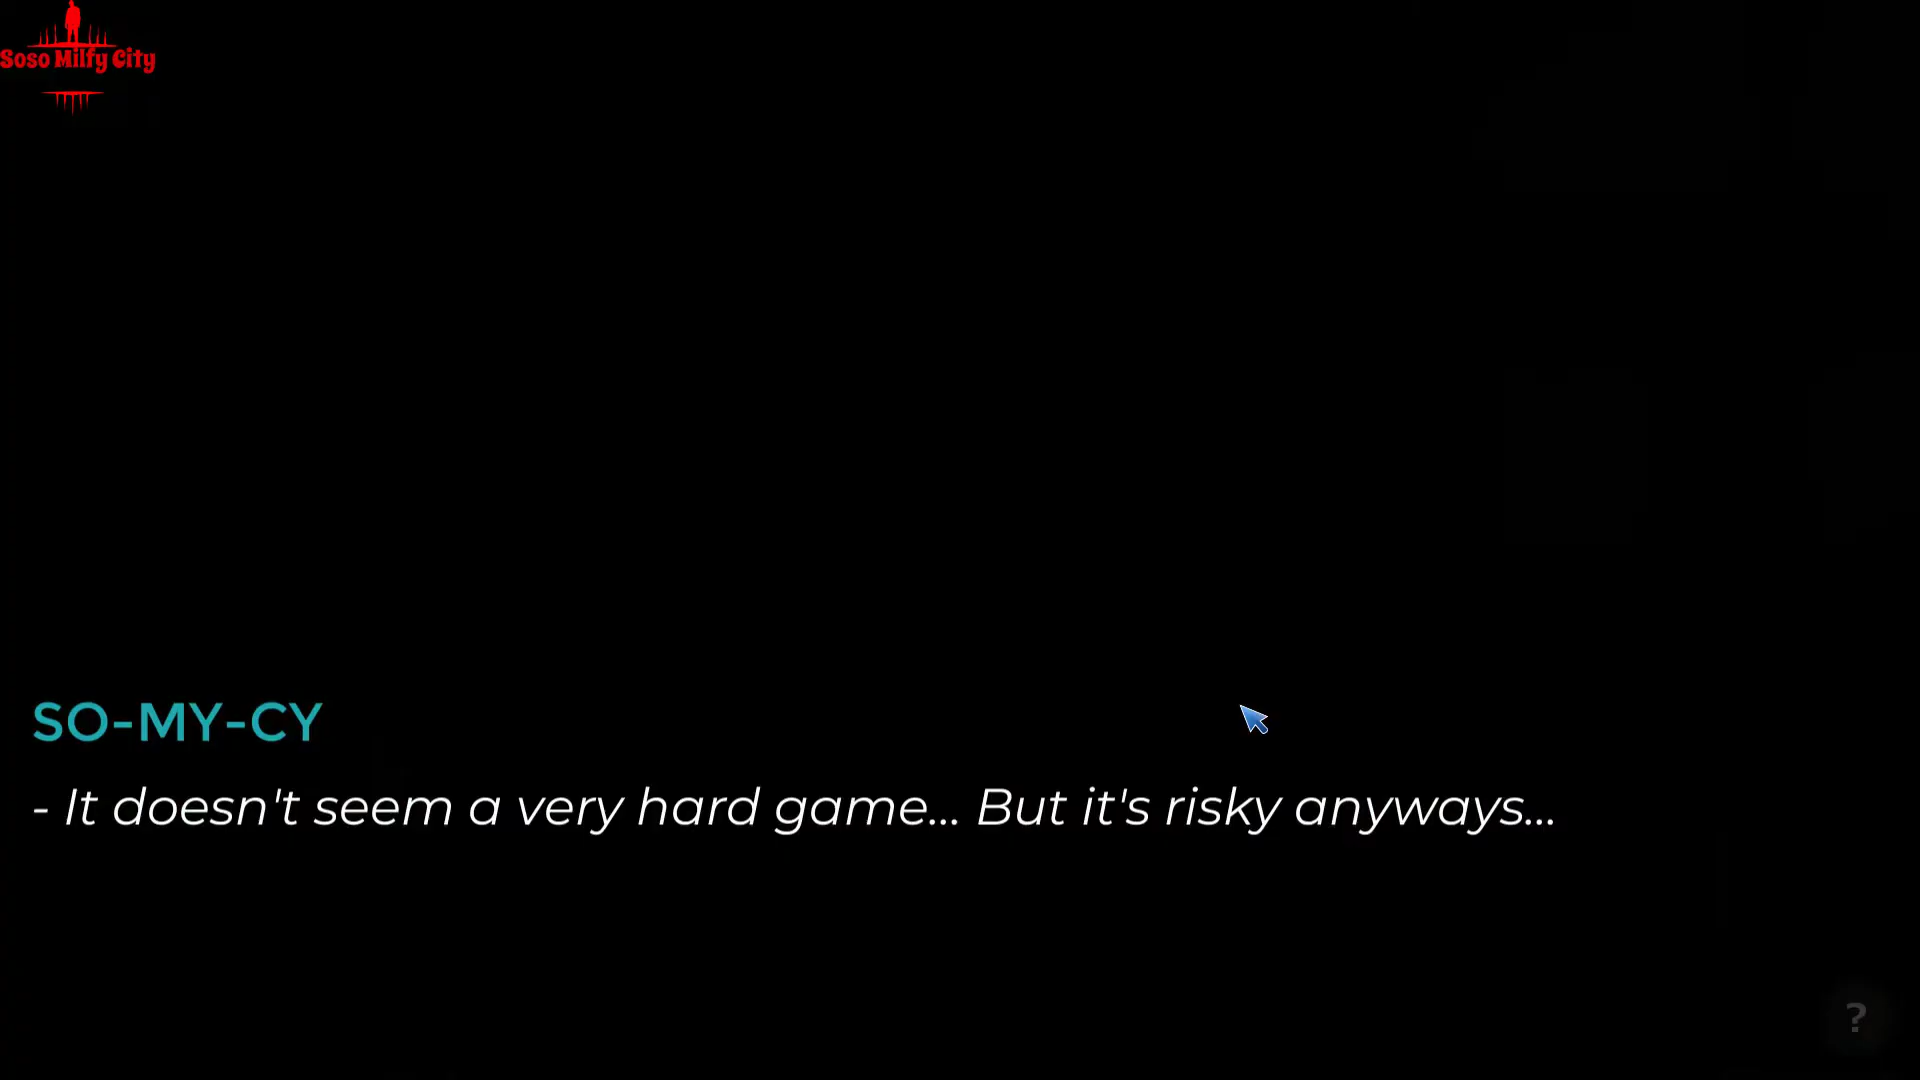 Soso Milfy City
SO-MY-CY
- It doesn't seem a very hard game... But it's risky anyways...
?